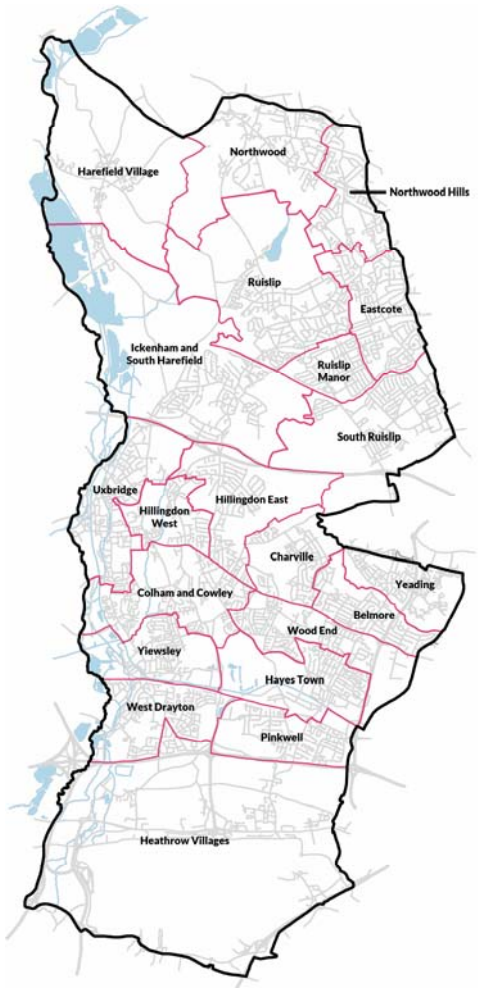 Northwood
Harefield Village
Northwood Hills
Ruislip
Eastcote
Ickenham and
South Harefield
Ruislip
Manor
South Ruislip
Uxbridge
Hillingdon East
Hillingdon
West
Charville
Yeading
Colham and Cowley
Belmore
Wood End
Yiewsley
Hayes Town
West Drayton
Pinkwell
Heathrow Villages